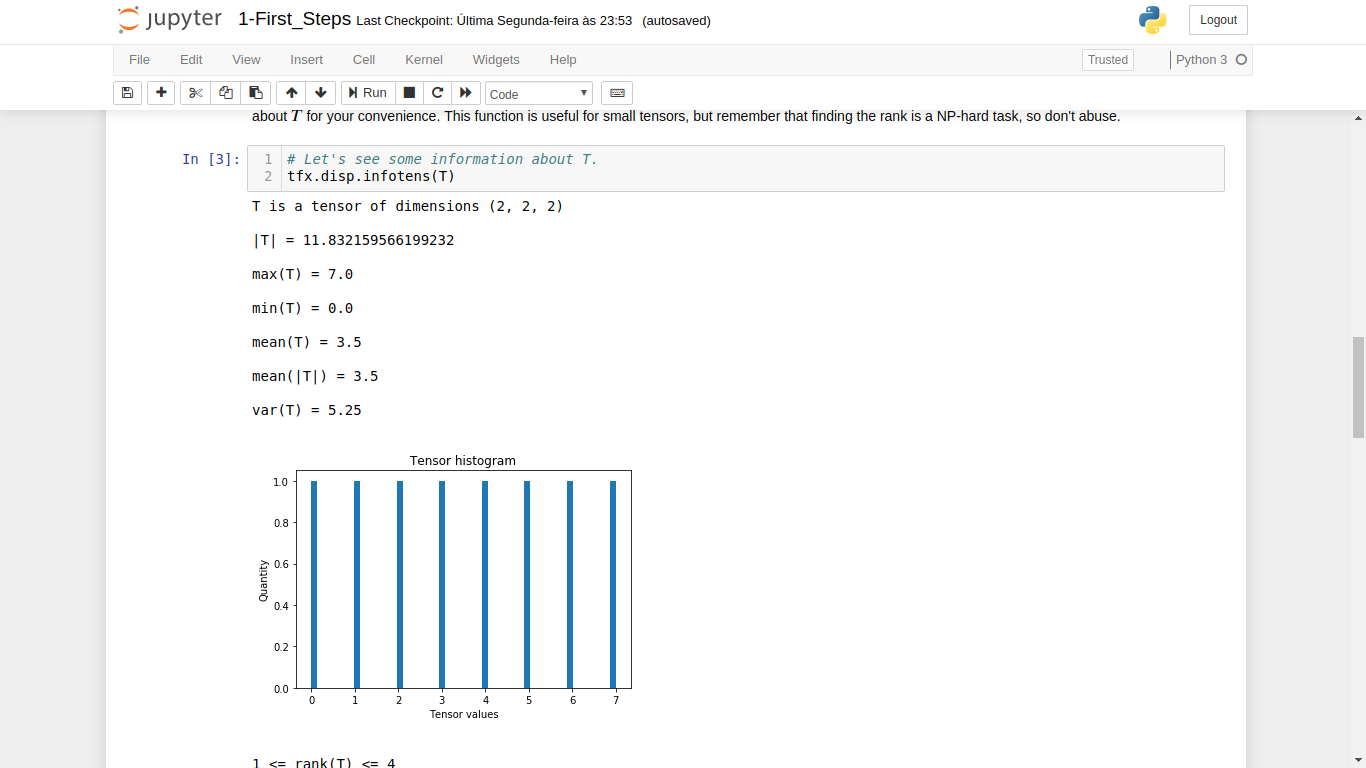 jupyter 1-First_Steps Last Checkpoint: Última Segunda-feira às 23:53 (autosaved) Logout
File Edit View Insert Cell Kernel Widgets Help Trusted Python 3
Run Code
about T for your convenience. This function is useful for small tensors, but remember that finding the rank is a NP-hard task, so don't abuse.
In [3]: 1 # Let's see some information about T.
2 tfx.disp.infotens(T)
T is a tensor of dimensions (2, 2, 2)
|T| = 11.832159566199232
max(T) = 7.0
min(T) = 0.0
mean(T) = 3.5
mean(|T|) = 3.5
var(T) = 5.25
Tensor histogram
1.0
0.8
0.6
0.4
0.2
0.0
Quantity
0 1 2 3 4 5 6 7
Tensor values
1 <= rank(T) <= 4